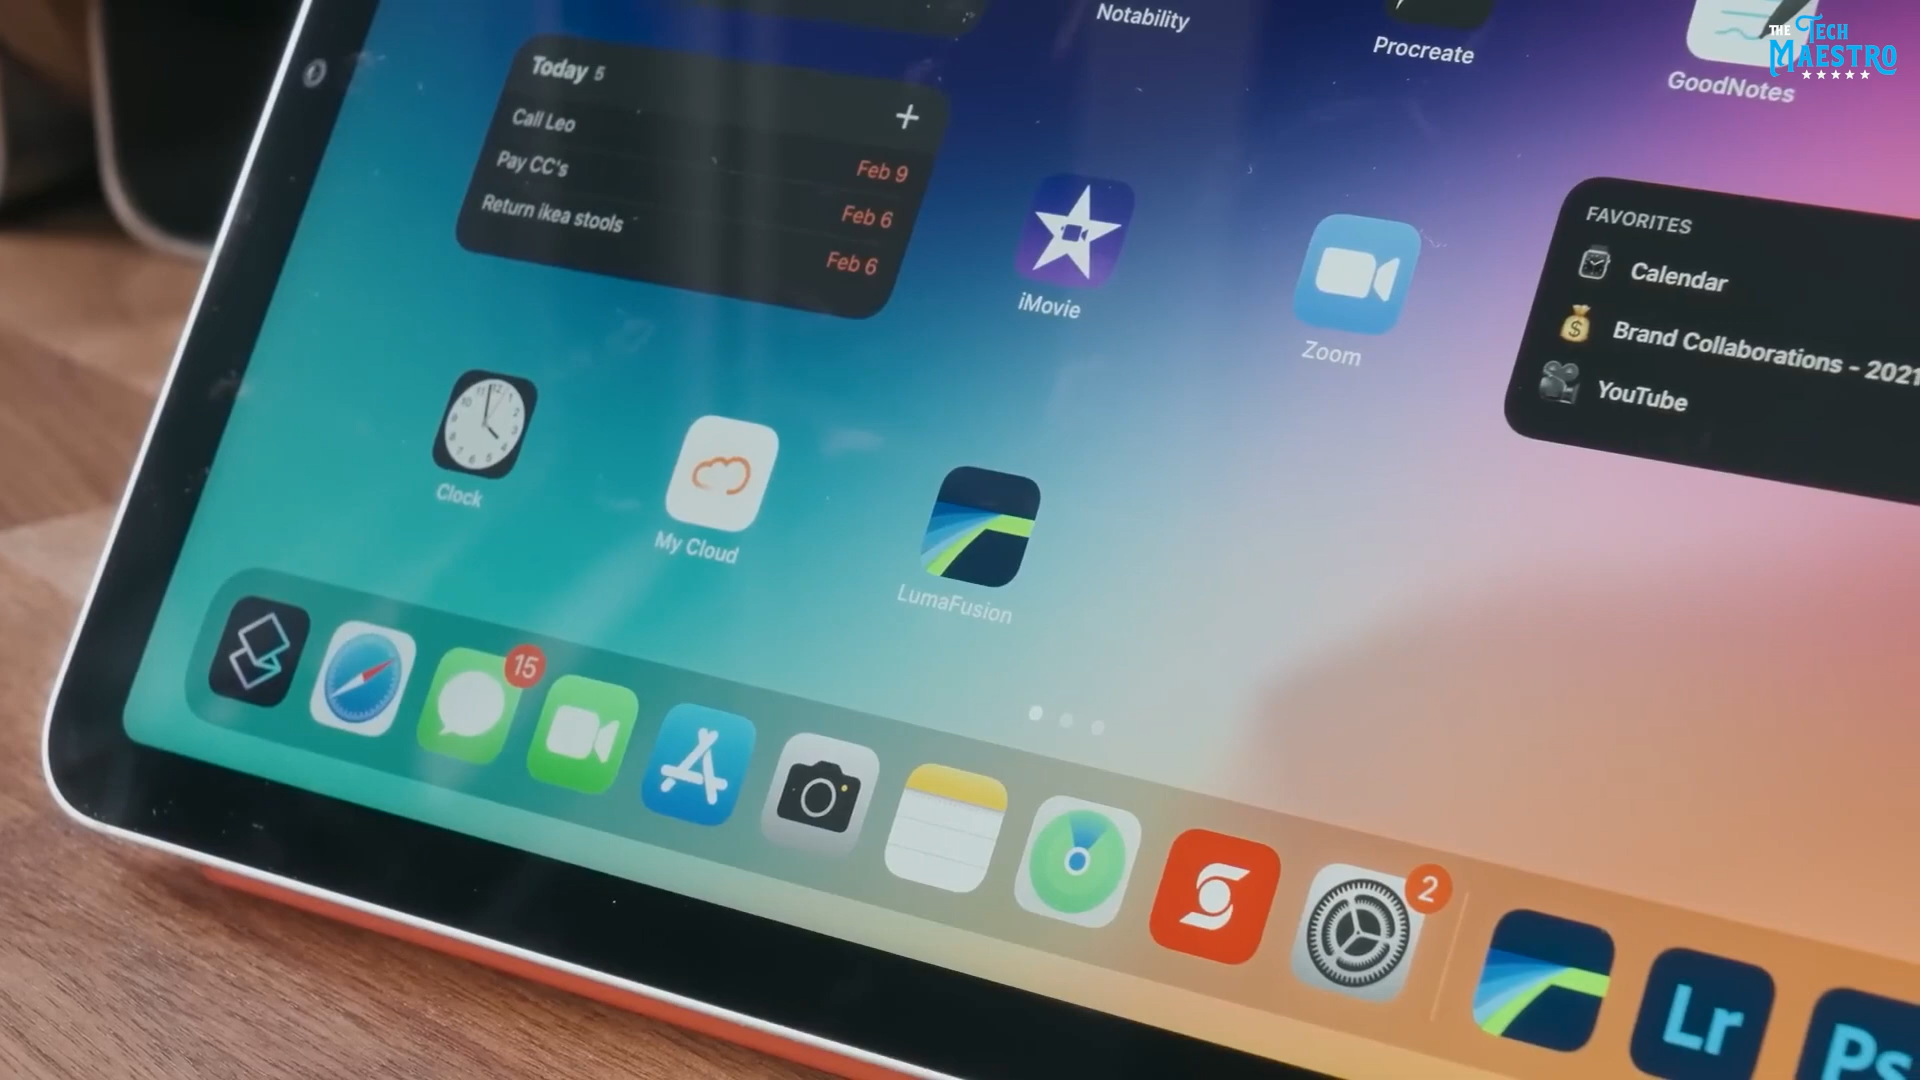 THE TECH
MAESTRO
Notability
Procreate
GoodNotes
Today 5
+
Call Leo
Feb 9
Pay CC's
Feb 6
Return ikea stools
Feb 6
iMovie
Zoom
FAVORITES
Calendar
Brand Collaborations - 2021
YouTube
Clock
My Cloud
LumaFusion
15
2
Lr
Ps